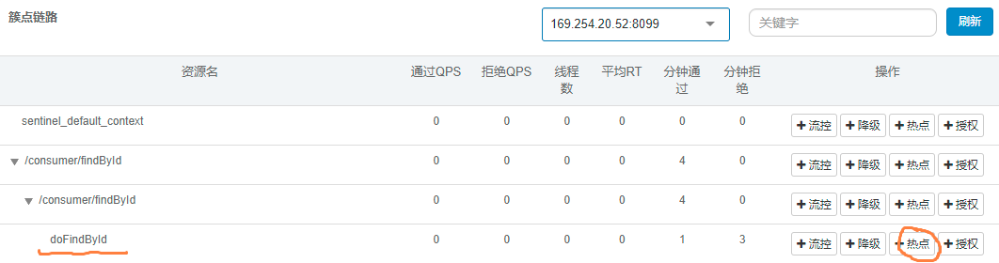 簇点链路
169.254.20.52:8099 关键字 刷新
资源名 通过QPS 拒绝QPS 线程数 平均RT 分钟通过 分钟拒绝 操作
sentinel_default_context 0 0 0 0 0 0 +流控 +降级 +热点 +授权
/consumer/findById 0 0 0 0 4 0 +流控 +降级 +热点 +授权
/consumer/findById 0 0 0 0 4 0 +流控 +降级 +热点 +授权
doFindById 0 0 0 0 1 3 +流控 +降级 +热点 +授权